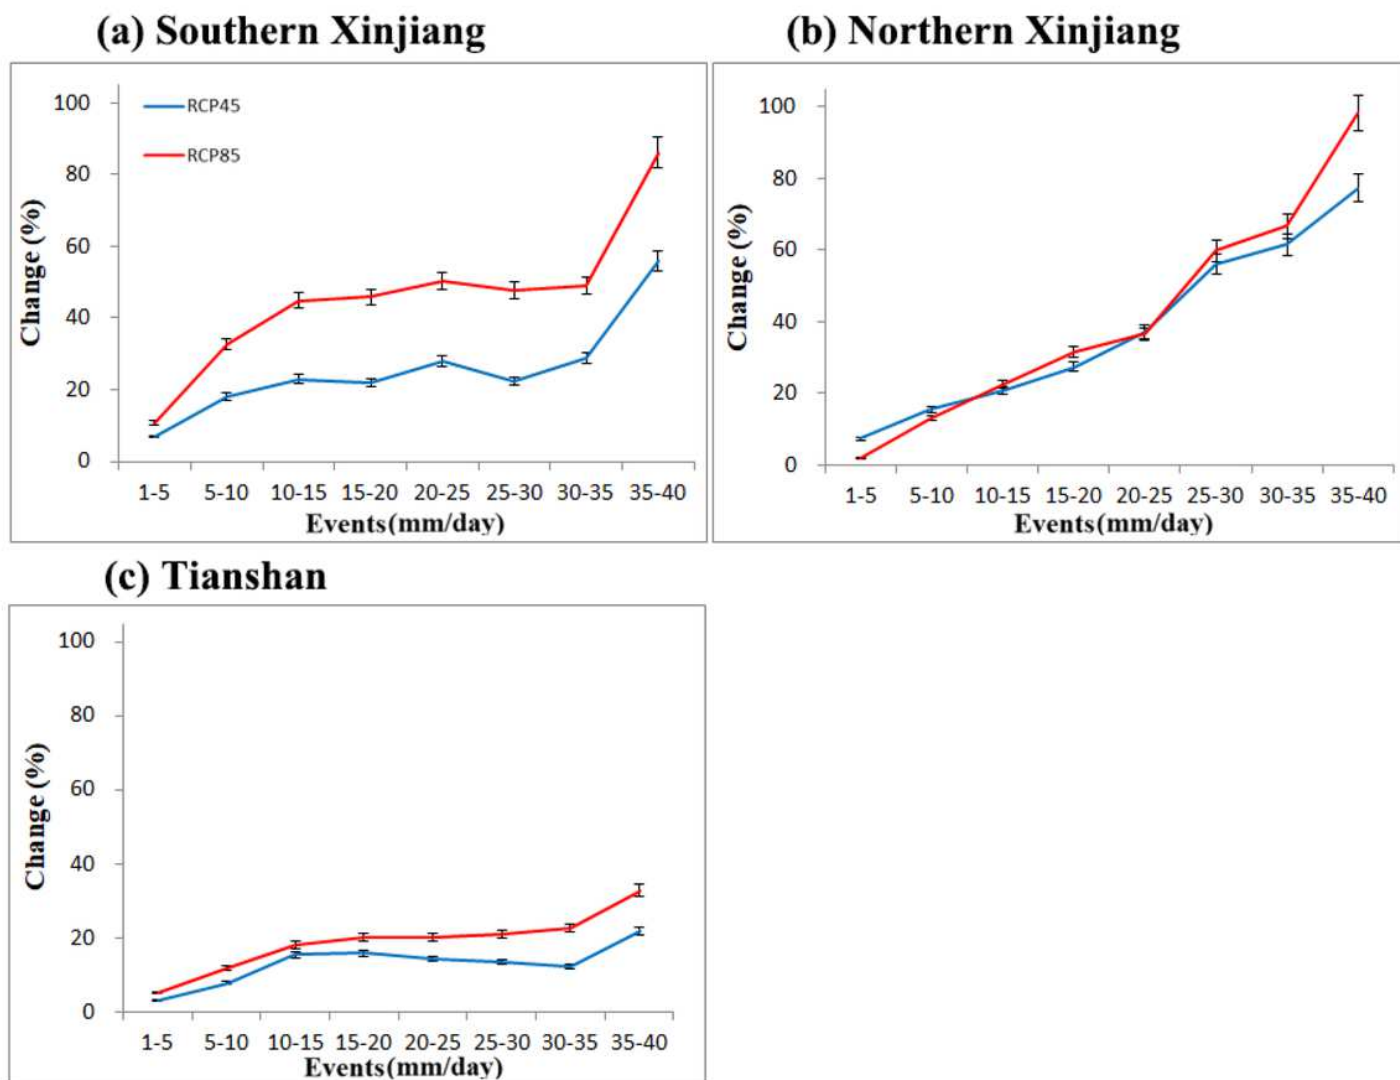 (a) Southern Xinjiang
Change (%)
100
80
60
40
20
0
RCP45
RCP85
1-5 5-10 10-15 15-20 20-25 25-30 30-35 35-40
Events(mm/day)
(b) Northern Xinjiang
Change (%)
100
80
60
40
20
0
1-5 5-10 10-15 15-20 20-25 25-30 30-35 35-40
Events(mm/day)
(c) Tianshan
Change (%)
100
80
60
40
20
0
1-5 5-10 10-15 15-20 20-25 25-30 30-35 35-40
Events(mm/day)